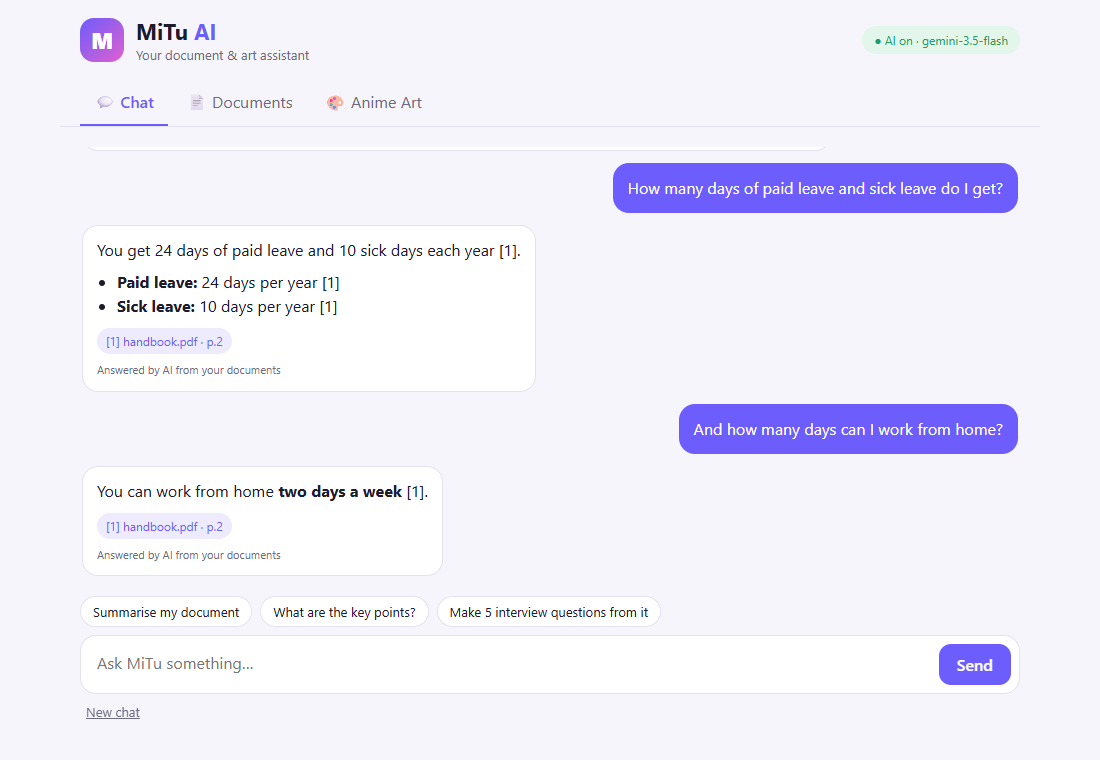 M
MiTu AI
Your document & art assistant
● AI on · gemini-3.5-flash
Chat
Documents
Anime Art
How many days of paid leave and sick leave do I get?
You get 24 days of paid leave and 10 sick days each year [1].
• Paid leave: 24 days per year [1]
• Sick leave: 10 days per year [1]
[1] handbook.pdf · p.2
Answered by AI from your documents
And how many days can I work from home?
You can work from home two days a week [1].
[1] handbook.pdf · p.2
Answered by AI from your documents
Summarise my document
What are the key points?
Make 5 interview questions from it
Ask MiTu something...
Send
New chat